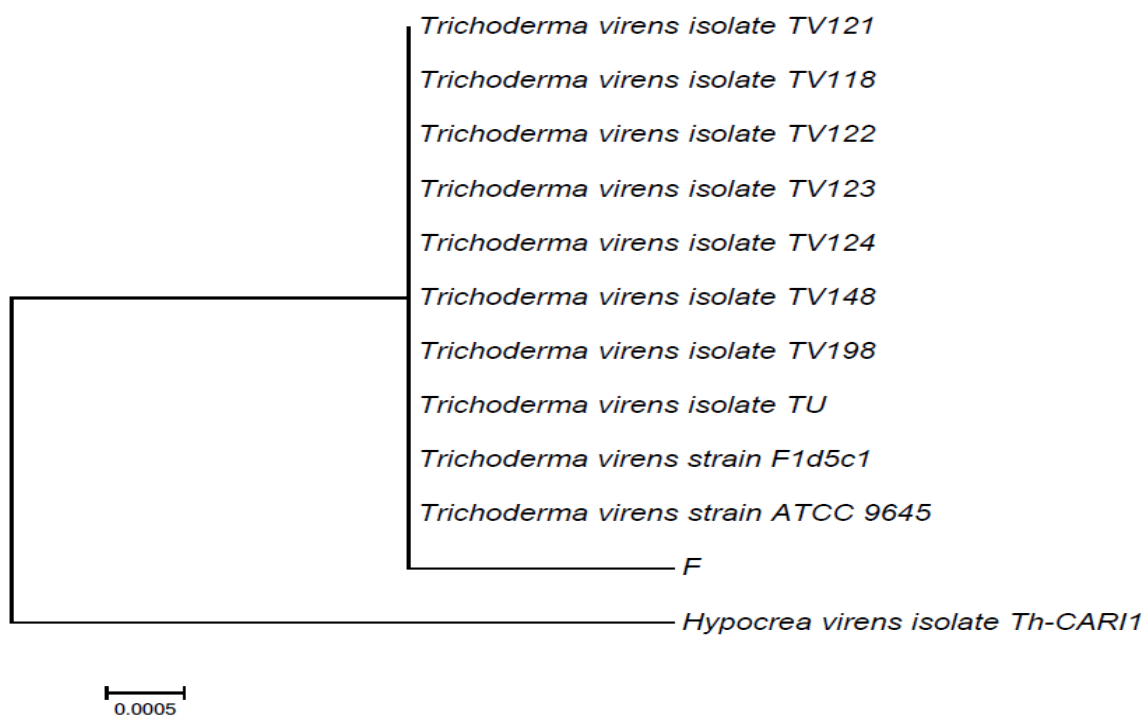 Trichoderma virens isolate TV121
Trichoderma virens isolate TV118
Trichoderma virens isolate TV122
Trichoderma virens isolate TV123
Trichoderma virens isolate TV124
Trichoderma virens isolate TV148
Trichoderma virens isolate TV198
Trichoderma virens isolate TU
Trichoderma virens strain F1d5c1
Trichoderma virens strain ATCC 9645
F
Hypocrea virens isolate Th-CARI1
0.0005